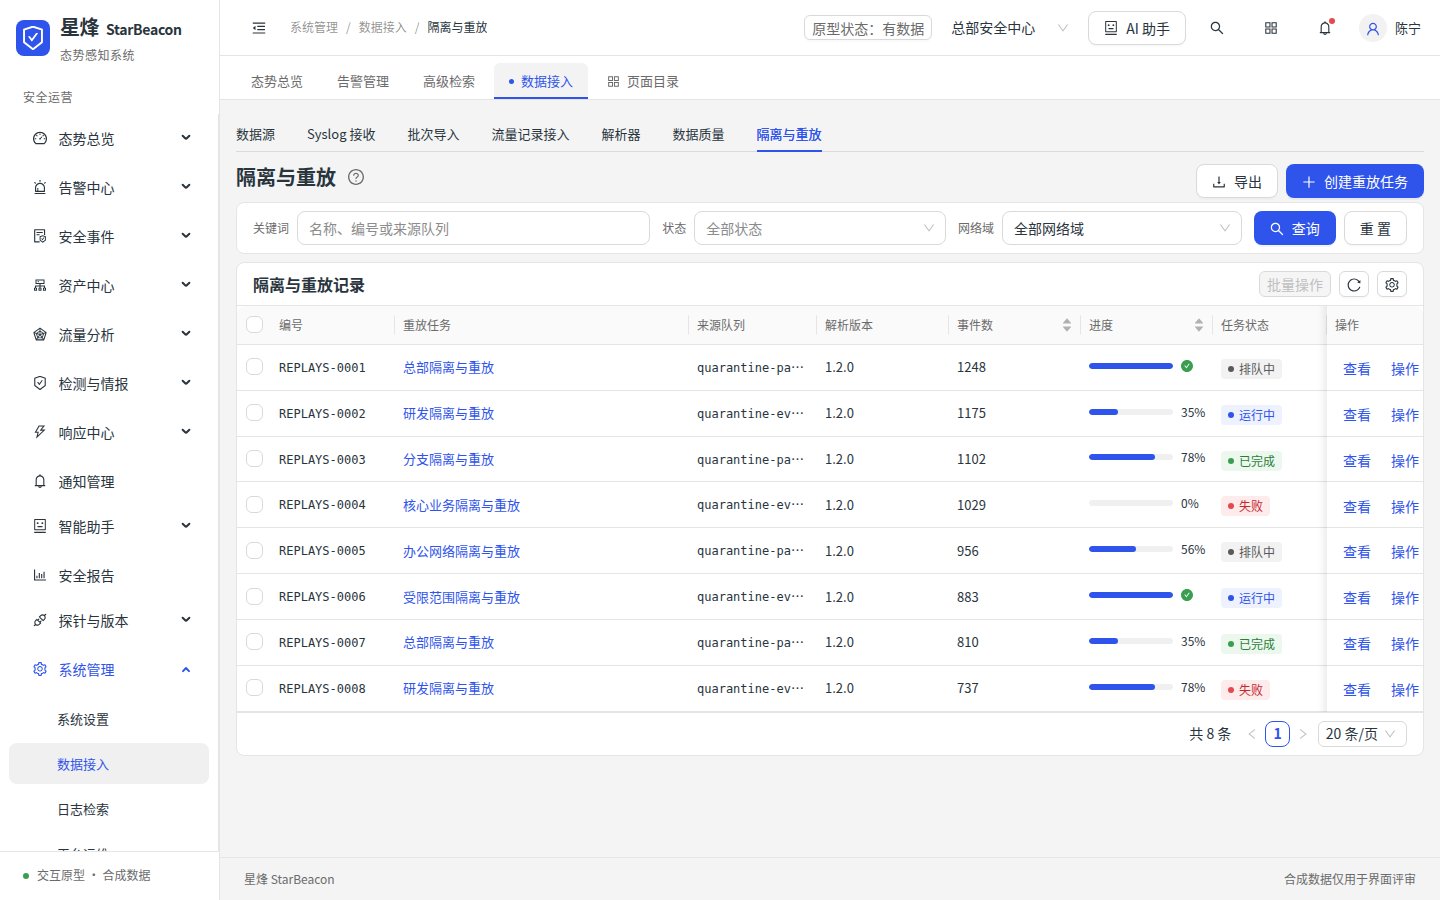 星烽 StarBeacon
态势感知系统
安全运营
态势总览
告警中心
安全事件
资产中心
流量分析
检测与情报
响应中心
通知管理
智能助手
安全报告
探针与版本
系统管理
系统设置
数据接入
日志检索
交互原型 · 合成数据
系统管理 / 数据接入 / 隔离与重放
原型状态：有数据
总部安全中心
AI 助手
陈宁
态势总览 告警管理 高级检索 数据接入 页面目录
数据源 Syslog 接收 批次导入 流量记录接入 解析器 数据质量 隔离与重放
隔离与重放
导出
创建重放任务
关键词 名称、编号或来源队列 状态 全部状态 网络域 全部网络域 查询 重 置
隔离与重放记录
批量操作
编号 重放任务 来源队列 解析版本 事件数 进度 任务状态 操作
REPLAYS-0001 总部隔离与重放 quarantine-pa··· 1.2.0 1248 排队中 查看 操作
REPLAYS-0002 研发隔离与重放 quarantine-ev··· 1.2.0 1175 35% 运行中 查看 操作
REPLAYS-0003 分支隔离与重放 quarantine-pa··· 1.2.0 1102 78% 已完成 查看 操作
REPLAYS-0004 核心业务隔离与重放 quarantine-ev··· 1.2.0 1029 0% 失败 查看 操作
REPLAYS-0005 办公网络隔离与重放 quarantine-pa··· 1.2.0 956 56% 排队中 查看 操作
REPLAYS-0006 受限范围隔离与重放 quarantine-ev··· 1.2.0 883 运行中 查看 操作
REPLAYS-0007 总部隔离与重放 quarantine-pa··· 1.2.0 810 35% 已完成 查看 操作
REPLAYS-0008 研发隔离与重放 quarantine-ev··· 1.2.0 737 78% 失败 查看 操作
共 8 条 1 20 条/页
星烽 StarBeacon
合成数据仅用于界面评审